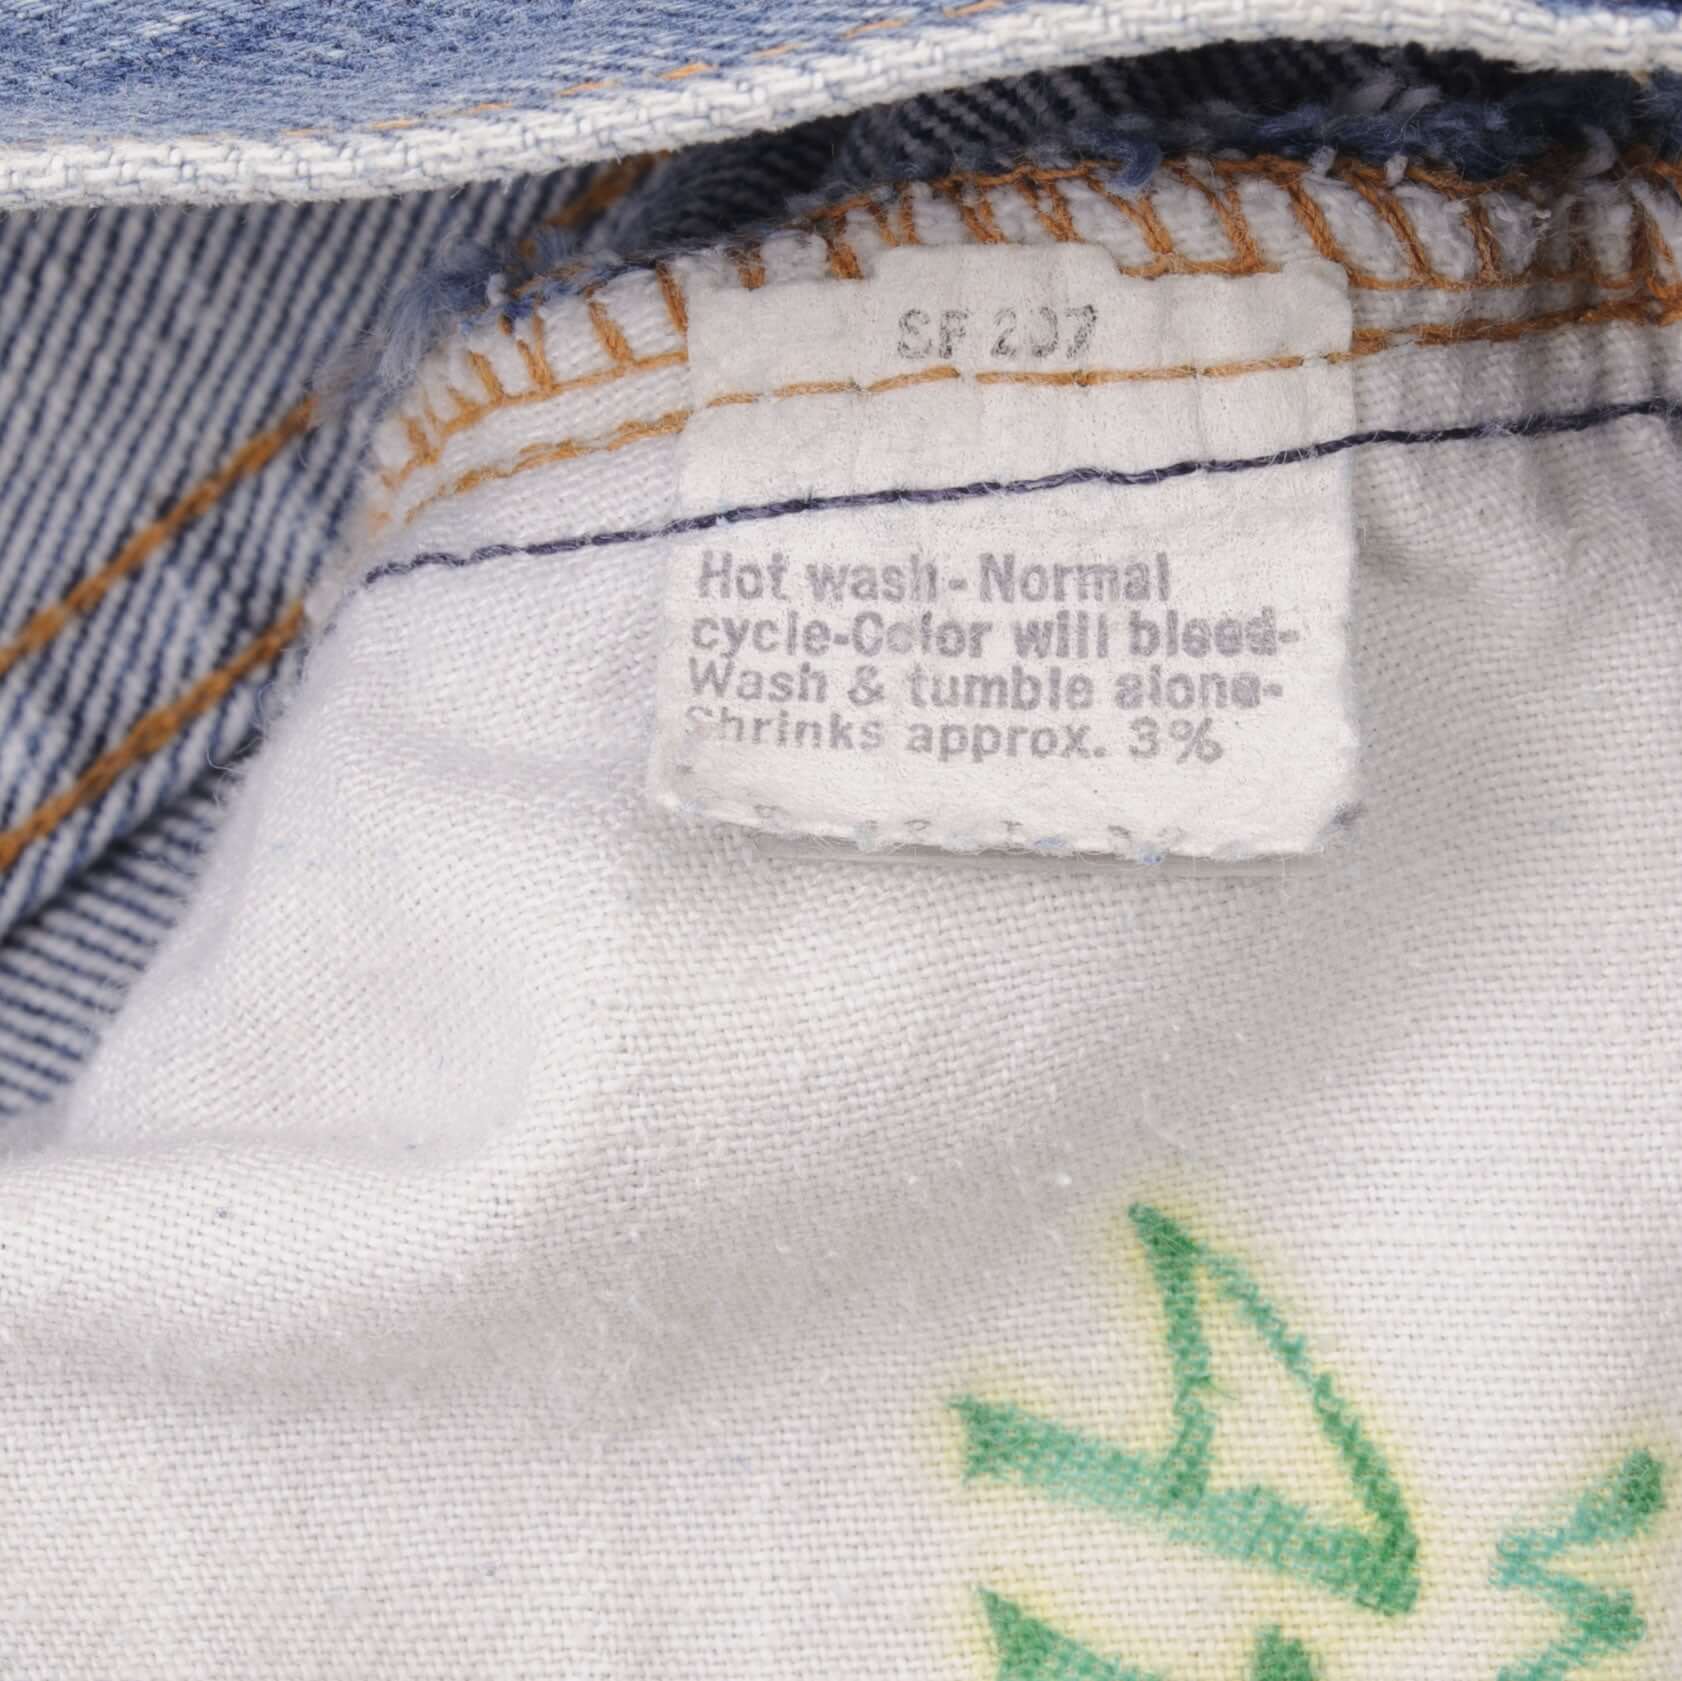 SF 207
Hot wash-Normal
cycle-Color will bleed-
Wash & tumble alone-
Shrinks approx. 3%